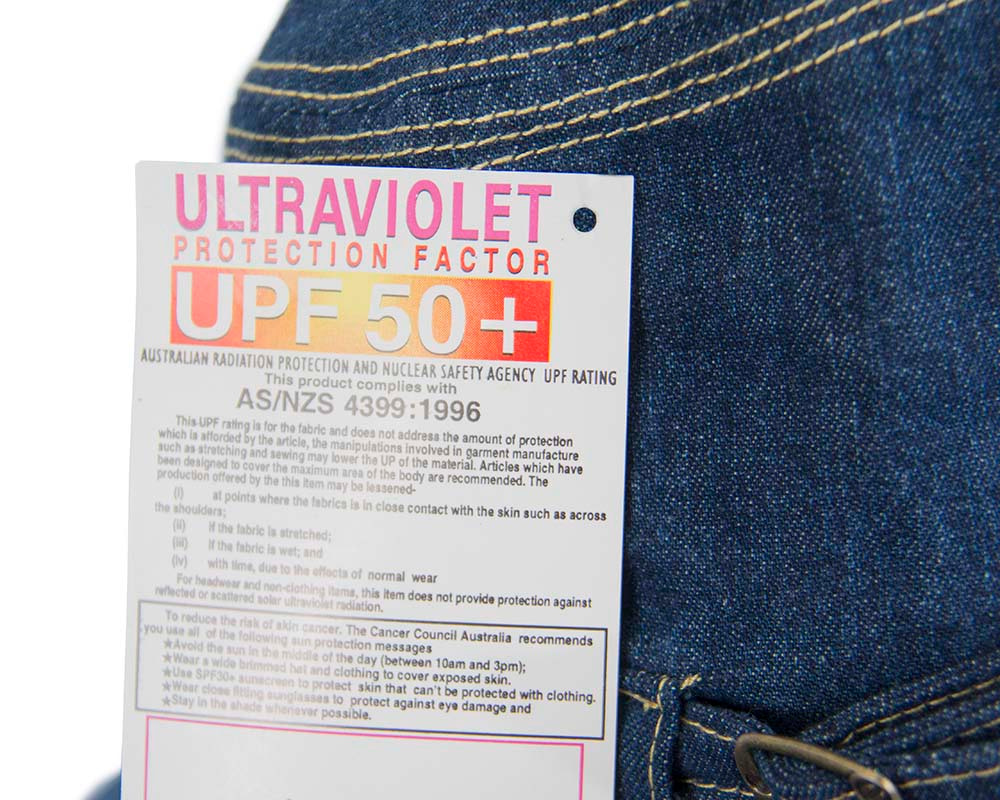 ULTRAVIOLET
PROTECTION FACTOR
UPF 50+
AUSTRALIAN RADIATION PROTECTION AND NUCLEAR SAFETY AGENCY UPF RATING
This product complies with
AS/NZS 4399:1996
This UPF rating is for the fabric and does not address the amount of protection
which is afforded by the article, the manipulations involved in garment manufacture
such as stretching and sewing may lower the UP of the material. Articles which have
been designed to cover the maximum area of the body are recommended. The
production offered by the this item may be lessened-
(i) at points where the fabrics is in close contact with the skin such as across
the shoulders;
(ii) if the fabric is stretched;
(iii) if the fabric is wet; and
(iv) with time, due to the effects of normal wear
For headwear and non-clothing items, this item does not provide protection against
reflected or scattered solar ultraviolet radiation.
To reduce the risk of skin cancer. The Cancer Council Australia recommends
you use all of the following sun protection messages
★Avoid the sun in the middle of the day (between 10am and 3pm);
★Wear a wide brimmed hat and clothing to cover exposed skin.
★Use SPF30+ sunscreen to protect skin that can't be protected with clothing.
★Wear close fitting sunglasses to protect against eye damage and
★Stay in the shade whenever possible.